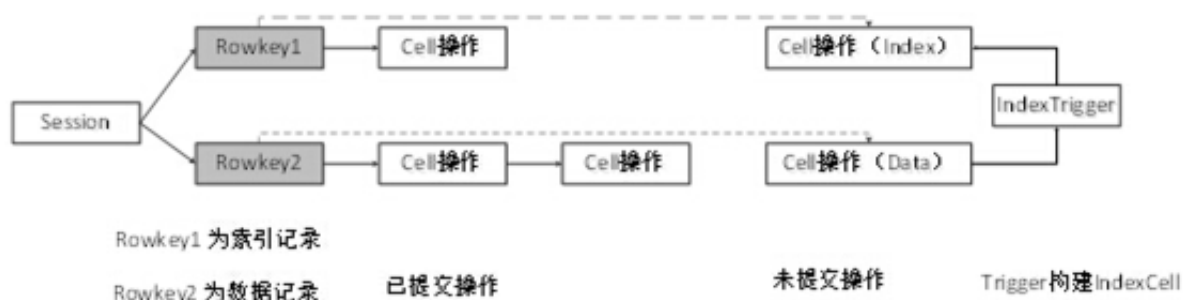 Rowkey1
Cell操作
Cell操作（Index）
Session
IndexTrigger
Rowkey2
Cell操作
Cell操作
Cell操作（Data）
Rowkey1 为索引记录
Rowkey2 为数据记录
已提交操作
未提交操作
Trigger构建IndexCell